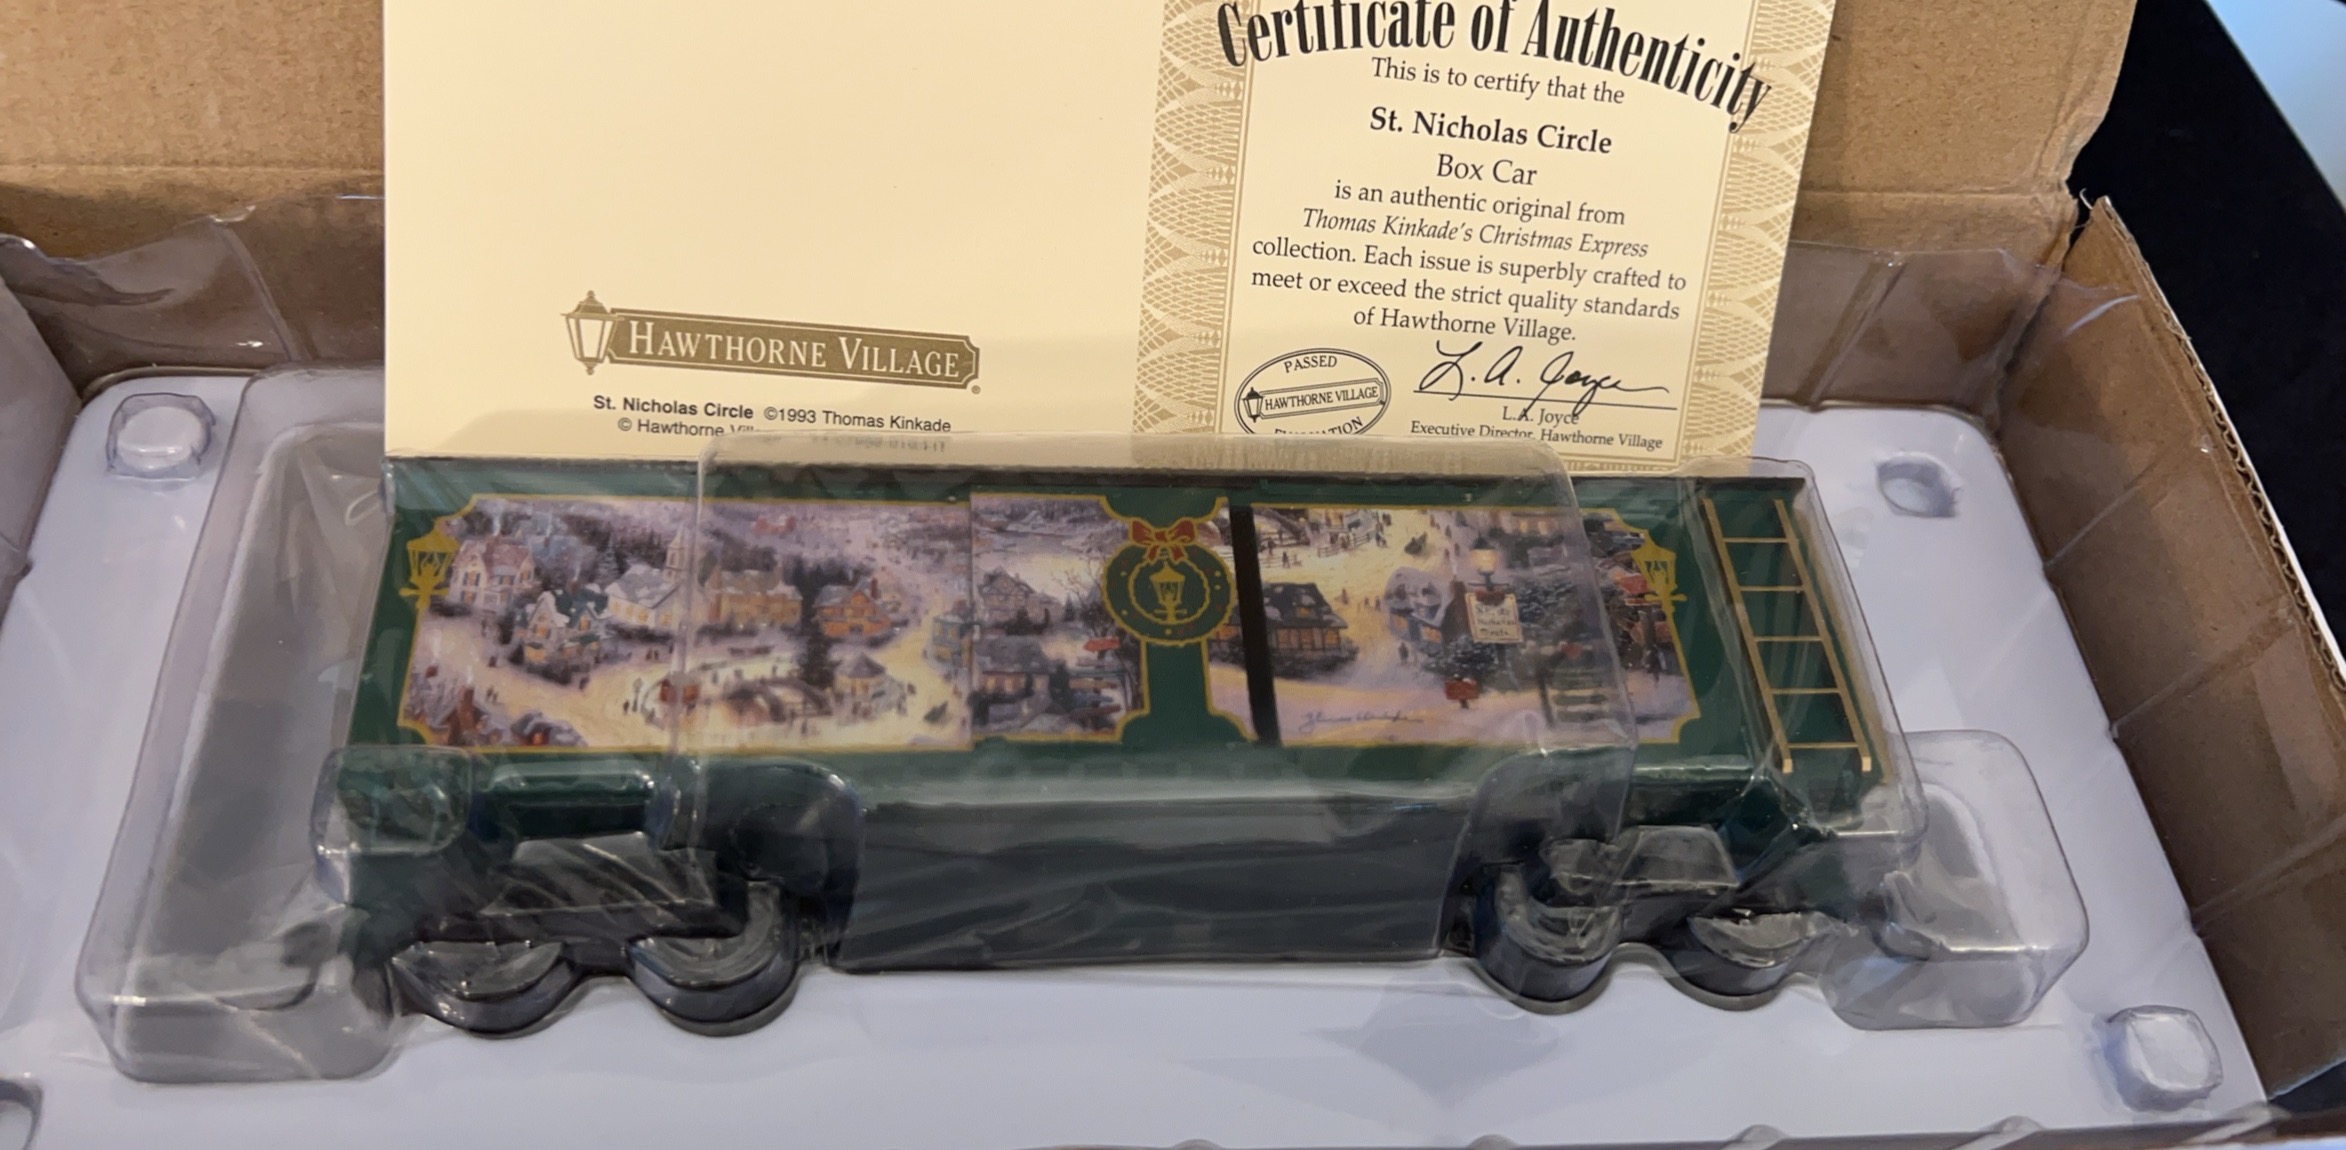 Certificate of Authenticity
This is to certify that the
St. Nicholas Circle
Box Car
is an authentic original from
Thomas Kinkade's Christmas Express
collection. Each issue is superbly crafted to
meet or exceed the strict quality standards
of Hawthorne Village.
PASSED
HAWTHORNE VILLAGE
L. A. Joyce
L.A. Joyce
Executive Director, Hawthorne Village
HAWTHORNE VILLAGE®
St. Nicholas Circle ©1993 Thomas Kinkade
© Hawthorne